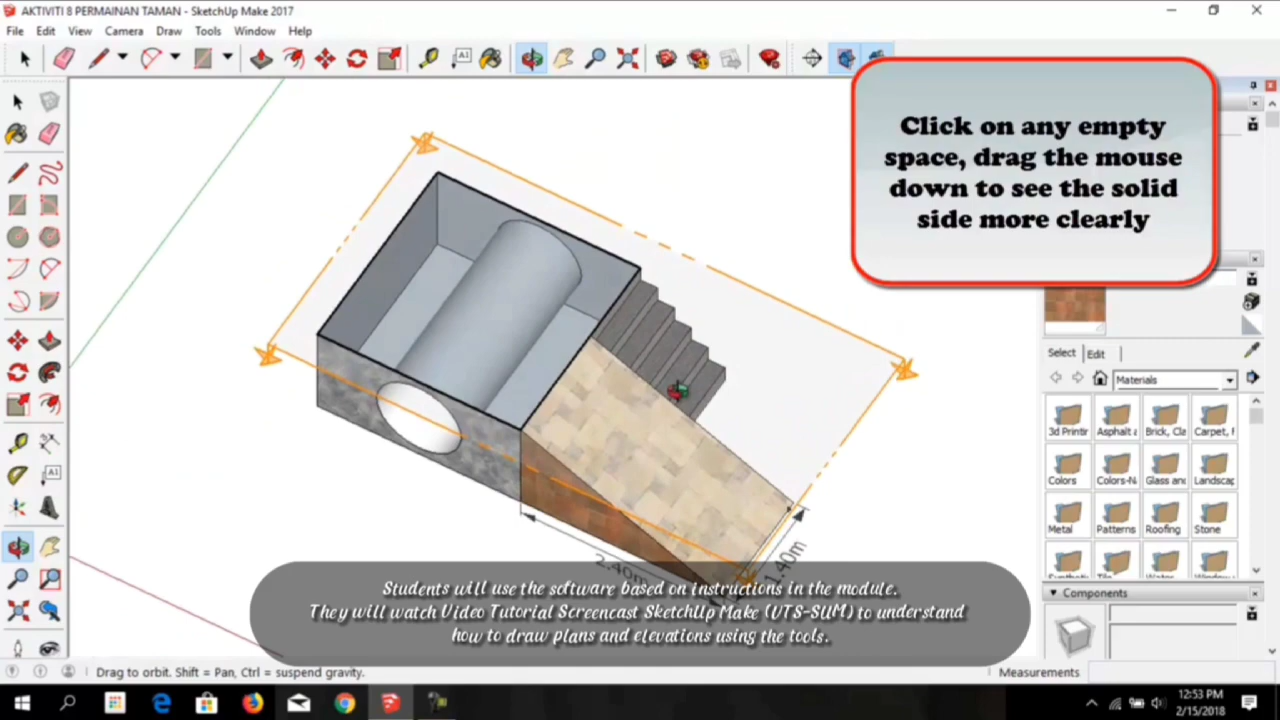 AKTIVITI 8 PERMAINAN TAMAN - SketchUp Make 2017
File Edit View Camera Draw Tools Window Help
Click on any empty
space, drag the mouse
down to see the solid
side more clearly
Select Edit
Materials
3d Printir Asphalt a Brick, Cla Carpet, F
Colors Colors-N Glass and Landscap
Metal Patterns Roofing Stone
2.40m
1.40m
Students will use the software based on instructions in the module.
They will watch Video Tutorial Screencast SketchUp Make (VTS-SUM) to understand
how to draw plans and elevations using the tools.
Components
Drag to orbit. Shift = Pan, Ctrl = suspend gravity.
Measurements
12:53 PM
2/15/2018